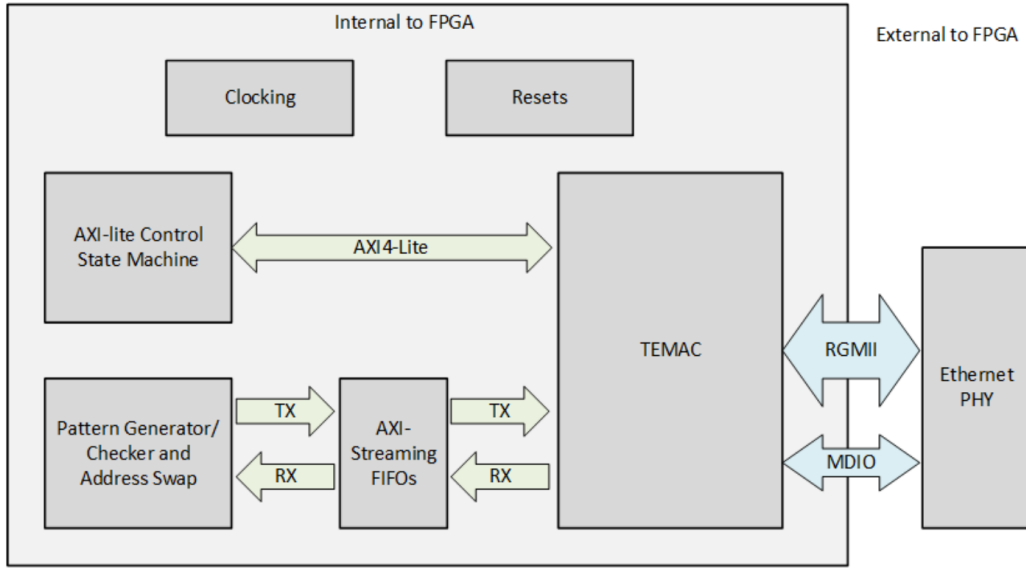 Internal to FPGA
External to FPGA
Clocking
Resets
AXI-lite Control
State Machine
AXI4-Lite
TEMAC
RGMII
Ethernet
PHY
Pattern Generator/
Checker and
Address Swap
TX
RX
AXI-
Streaming
FIFOs
TX
RX
MDIO